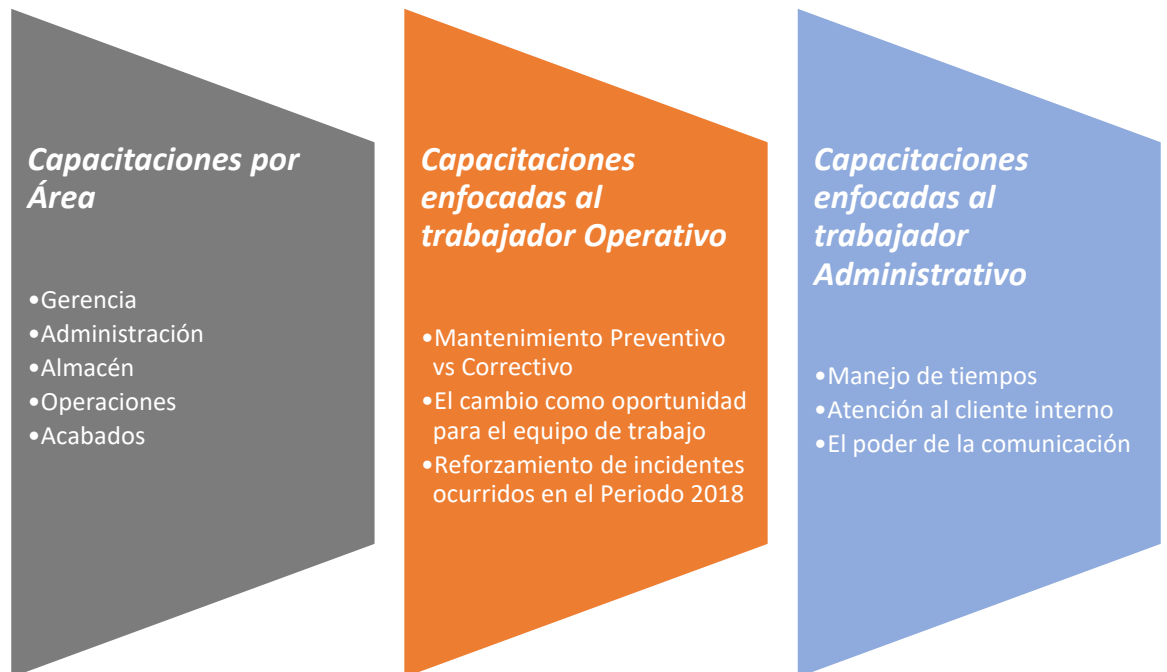 Capacitaciones por
Área
•Gerencia
•Administración
•Almacén
•Operaciones
•Acabados
Capacitaciones
enfocadas al
trabajador Operativo
•Mantenimiento Preventivo
vs Correctivo
•El cambio como oportunidad
para el equipo de trabajo
•Reforzamiento de incidentes
ocurridos en el Periodo 2018
Capacitaciones
enfocadas al
trabajador
Administrativo
•Manejo de tiempos
•Atención al cliente interno
•El poder de la comunicación